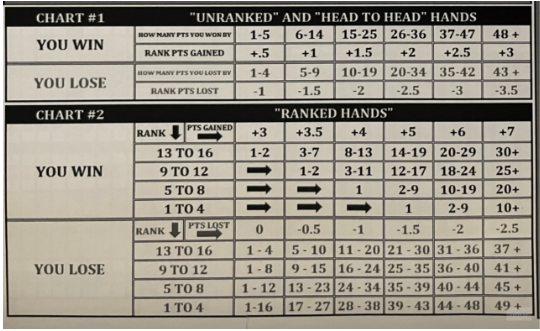 CHART #1 "UNRANKED" AND "HEAD TO HEAD" HANDS
YOU WIN
HOW MANY PTS YOU WON BY 1-5 6-14 15-25 26-36 37-47 48 +
RANK PTS GAINED +.5 +1 +1.5 +2 +2.5 +3
YOU LOSE
HOW MANY PTS YOU LOST BY 1-4 5-9 10-19 20-34 35-42 43 +
RANK PTS LOST -1 -1.5 -2 -2.5 -3 -3.5
CHART #2 "RANKED HANDS"
YOU WIN
RANK PTS GAINED +3 +3.5 +4 +5 +6 +7
13 TO 16 1-2 3-7 8-13 14-19 20-29 30+
9 TO 12 1-2 3-11 12-17 18-24 25+
5 TO 8 1 2-9 10-19 20+
1 TO 4 1 2-9 10+
YOU LOSE
RANK PTS LOST 0 -0.5 -1 -1.5 -2 -2.5
13 TO 16 1 - 4 5 - 10 11 - 20 21 - 30 31 - 36 37 +
9 TO 12 1 - 8 9 - 15 16 - 24 25 - 35 36 - 40 41 +
5 TO 8 1 - 12 13 - 23 24 - 34 35 - 39 40 - 44 45 +
1 TO 4 1-16 17 - 27 28 - 38 39 - 43 44 - 48 49 +